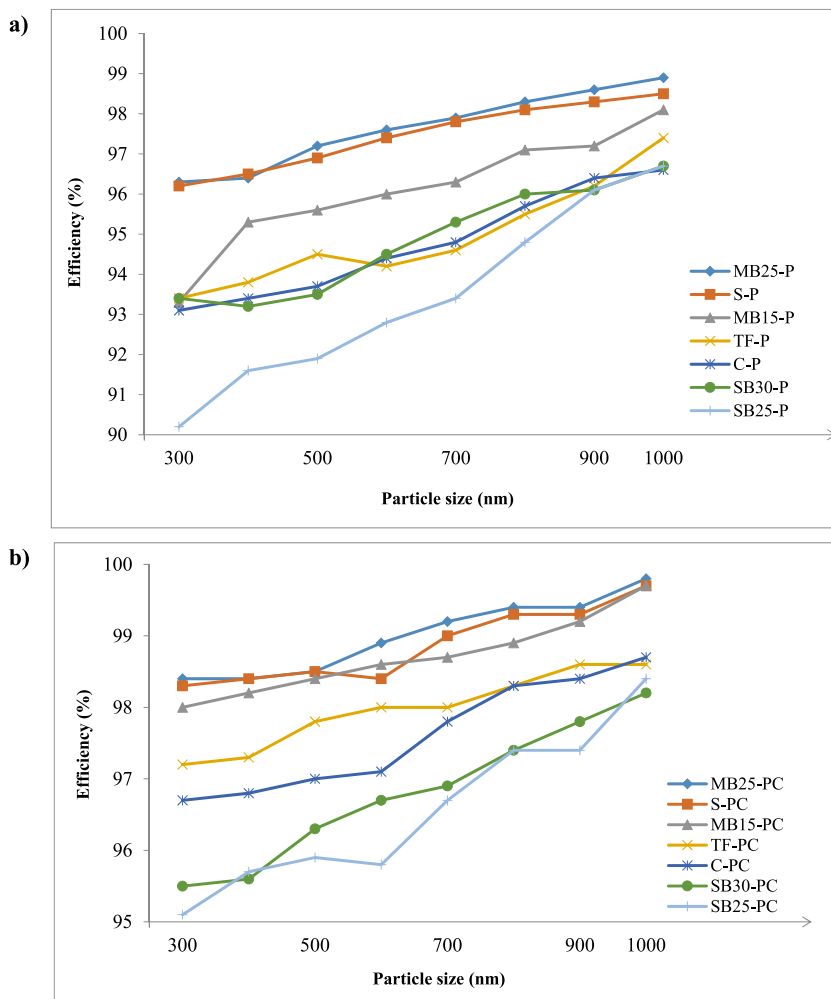 a)
100
99
98
97
96
95
94
93
92
91
90
Efficiency (%)
300 500 700 900 1000
Particle size (nm)
MB25-P
S-P
MB15-P
TF-P
C-P
SB30-P
SB25-P
b)
100
99
98
97
96
95
Efficiency (%)
300 500 700 900 1000
Particle size (nm)
MB25-PC
S-PC
MB15-PC
TF-PC
C-PC
SB30-PC
SB25-PC